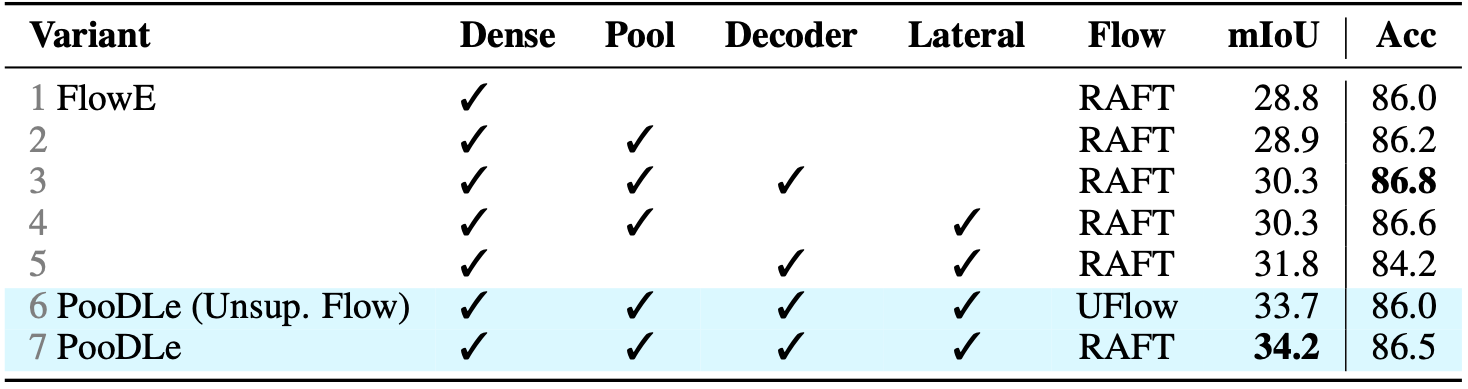 Variant Dense Pool Decoder Lateral Flow mIoU Acc
1 FlowE ✓ RAFT 28.8 86.0
2 ✓ ✓ RAFT 28.9 86.2
3 ✓ ✓ ✓ RAFT 30.3 86.8
4 ✓ ✓ ✓ RAFT 30.3 86.6
5 ✓ ✓ ✓ RAFT 31.8 84.2
6 PooDLe (Unsup. Flow) ✓ ✓ ✓ ✓ UFlow 33.7 86.0
7 PooDLe ✓ ✓ ✓ ✓ RAFT 34.2 86.5